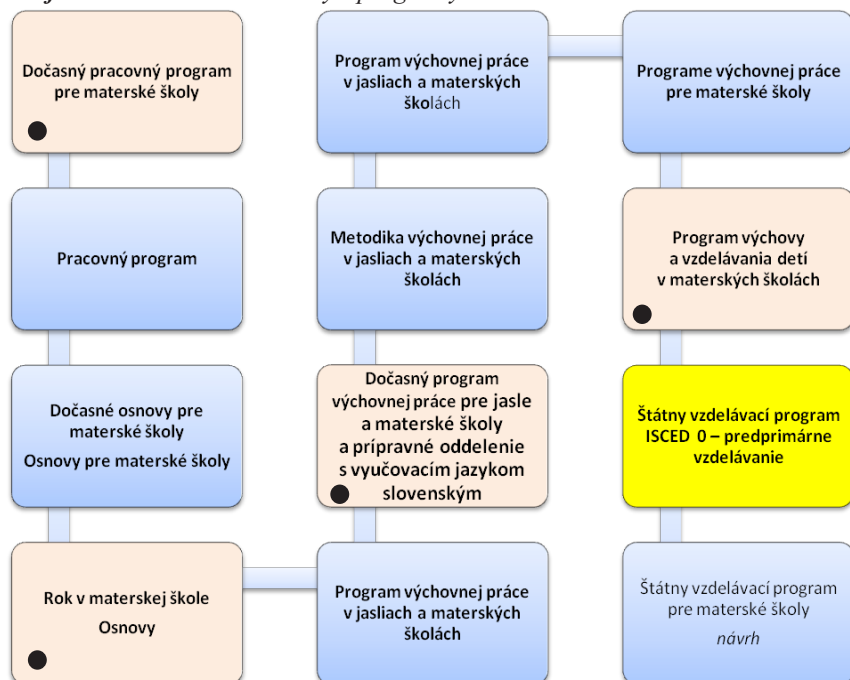 Dočasný pracovný program
pre materské školy
Pracovný program
Dočasné osnovy pre
materské školy
Osnovy pre materské školy
Rok v materskej škole
Osnovy
Program výchovnej práce
v jasliach a materských
školách
Dočasný program
výchovnej práce pre jasle
a materské školy
a prípravné oddelenie
s vyučovacím jazykom
slovenským
Metodika výchovnej práce
v jasliach a materských
školách
Program výchovnej práce
v jasliach a materských
školách
Programe výchovnej práce
pre materské školy
Program výchovy
a vzdelávania detí
v materských školách
Štátny vzdelávací program
ISCED 0 – predprimárne
vzdelávanie
Štátny vzdelávací program
pre materské školy
návrh